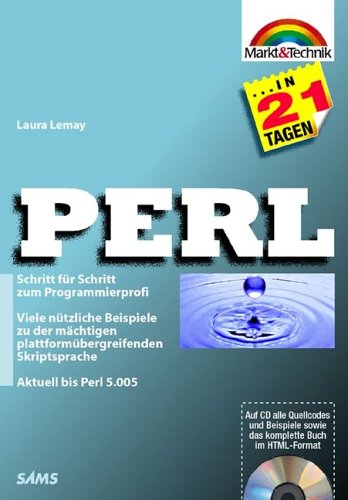 Markt&Technik
...IN
21
TAGEN
Laura Lemay
PERL
Schritt für Schritt
zum Programmierprofi
Viele nützliche Beispiele
zu der mächtigen
plattformübergreifenden
Skriptsprache
Aktuell bis Perl 5.005
Auf CD alle Quellcodes
und Beispiele sowie
das komplette Buch
im HTML-Format
SAMS